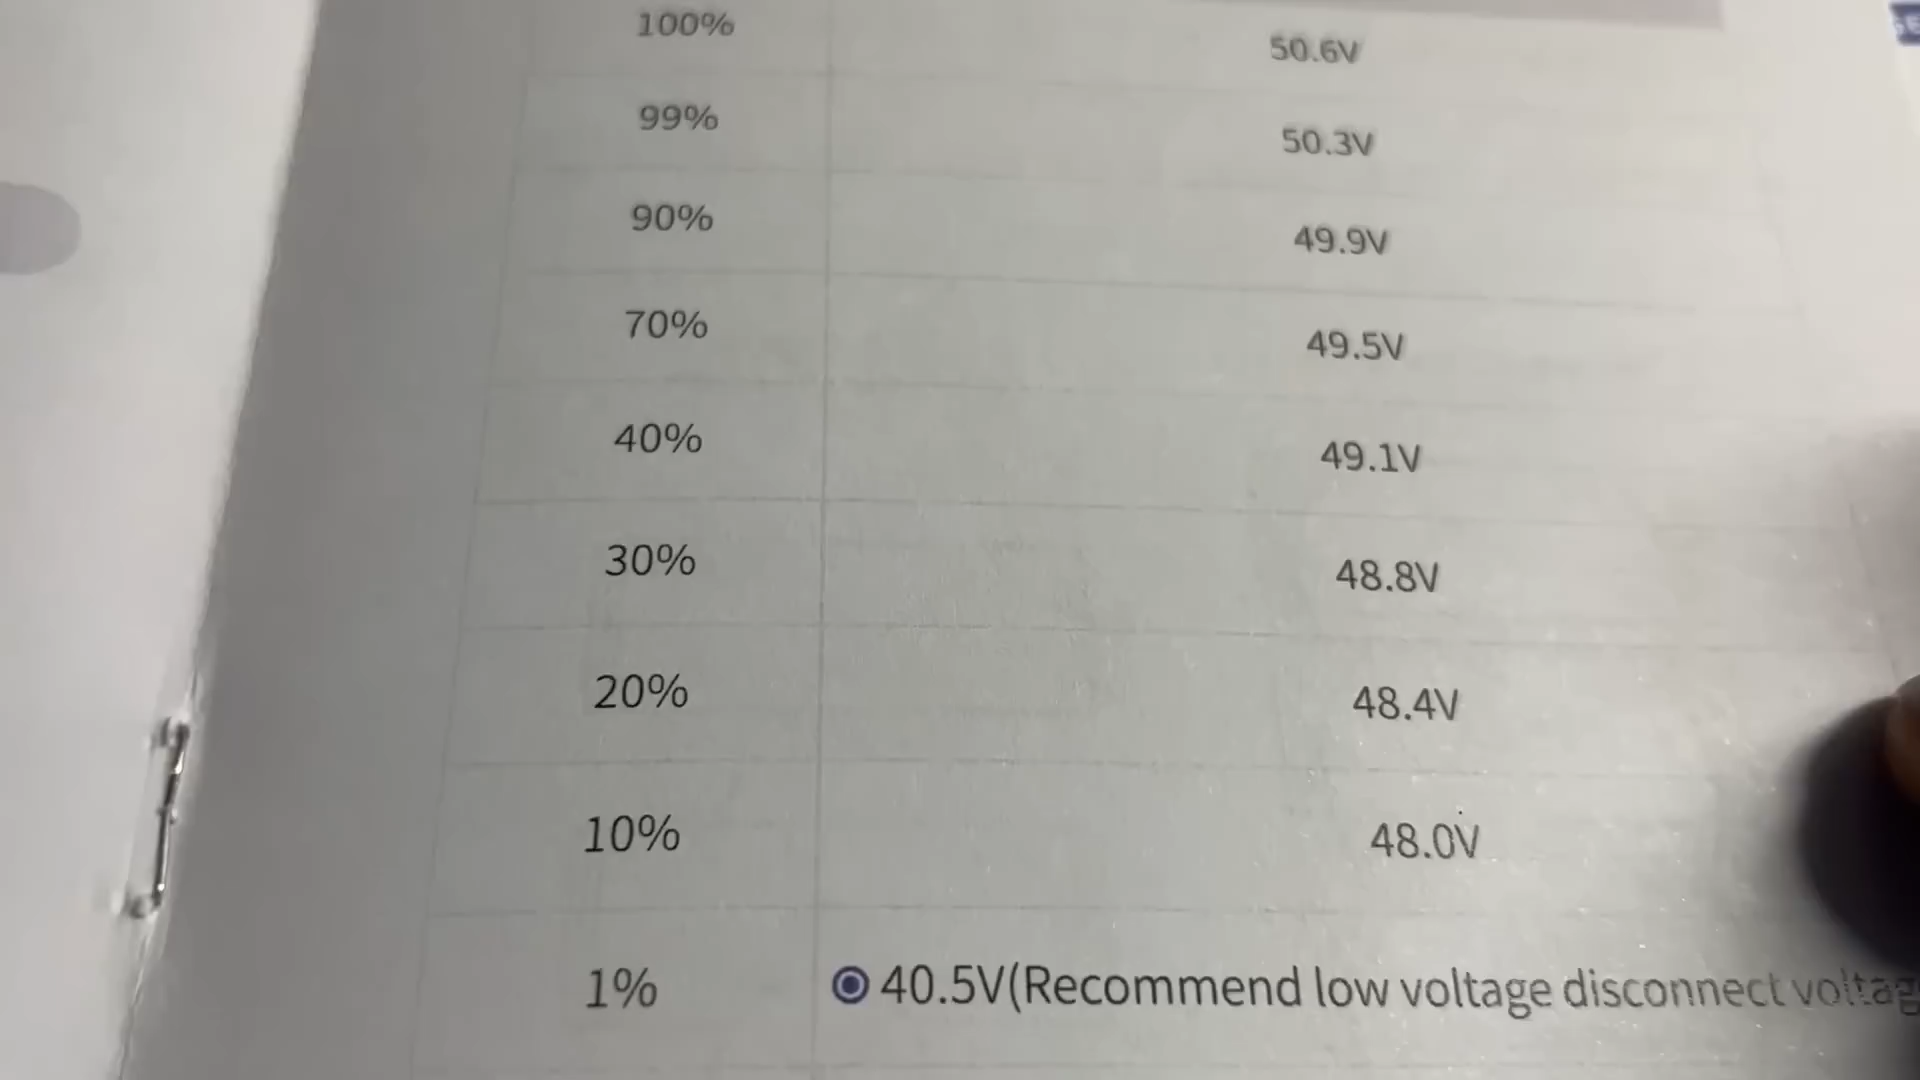 100% 50.6V
99% 50.3V
90% 49.9V
70% 49.5V
40% 49.1V
30% 48.8V
20% 48.4V
10% 48.0V
1% 40.5V(Recommend low voltage disconnect voltag